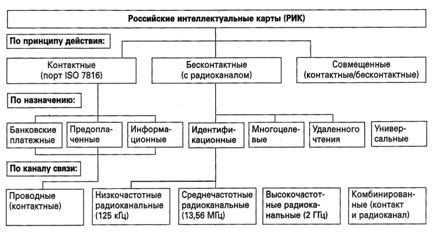 Российские интеллектуальные карты (РИК)
По принципу действия:
Контактные
(порт ISO 7816)
Бесконтактные
(с радиоканалом)
Совмещенные
(контактные/бесконтактные)
По назначению:
Банковские
платежные
Предопла-
ченные
Информа-
ционные
Идентифи-
кационные
Многоцеле-
вые
Удаленного
чтения
Универ-
сальные
По каналу связи:
Проводные
(контактные)
Низкочастотные
радиоканальные
(125 кГц)
Среднечастотные
радиоканальные
(13,56 МГц)
Высокочастот-
ные радиока-
нальные (2 ГГц)
Комбинирован-
ные (контакт
и радиоканал)